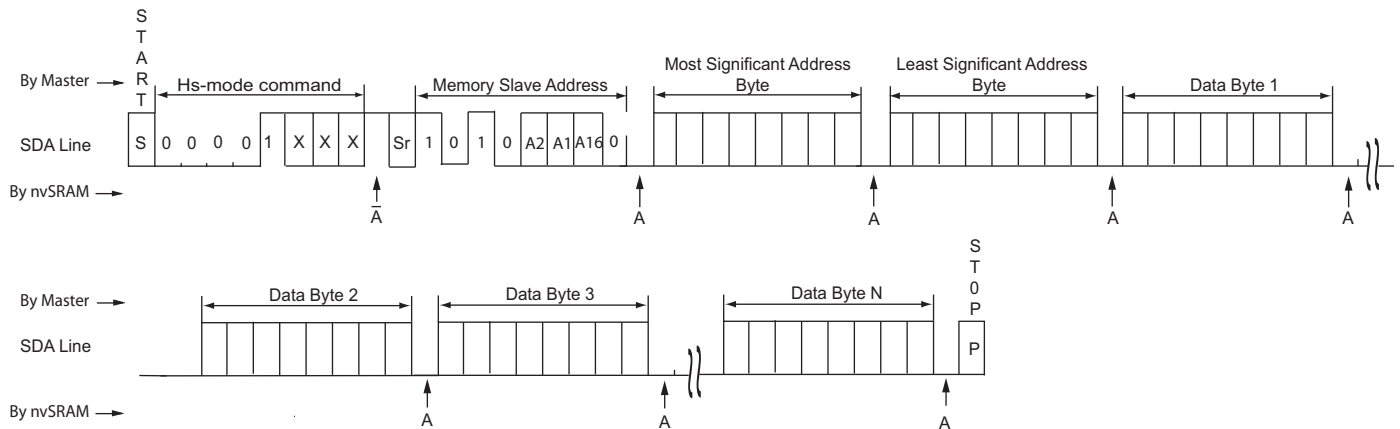 START
By Master
Hs-mode command
Memory Slave Address
Most Significant Address Byte
Least Significant Address Byte
Data Byte 1
SDA Line
S 0 0 0 0 1 X X X Sr 1 0 1 0 A2 A1 A16 0
By nvSRAM
A̅ A A A A
STOP
By Master
Data Byte 2
Data Byte 3
Data Byte N
SDA Line
P
By nvSRAM
A A A